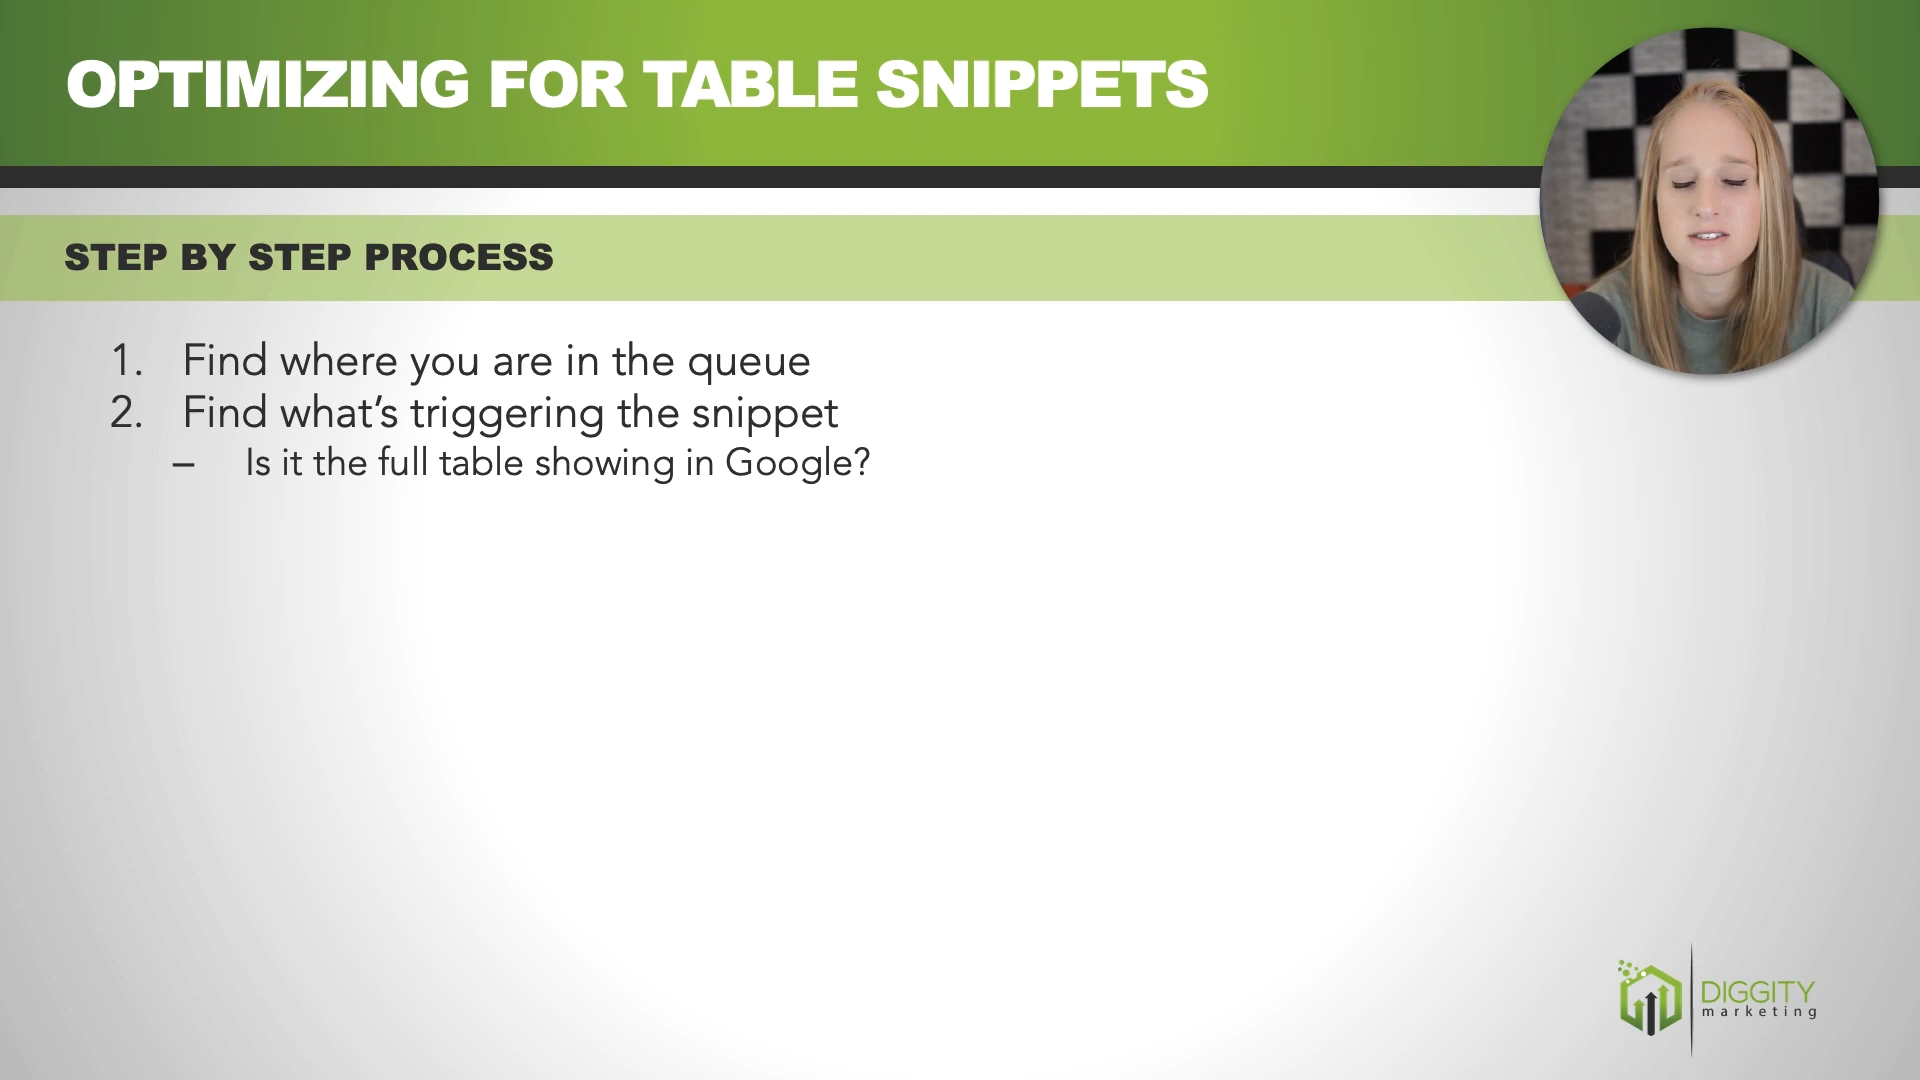 OPTIMIZING FOR TABLE SNIPPETS
STEP BY STEP PROCESS
1. Find where you are in the queue
2. Find what’s triggering the snippet
– Is it the full table showing in Google?
DIGGITY
marketing